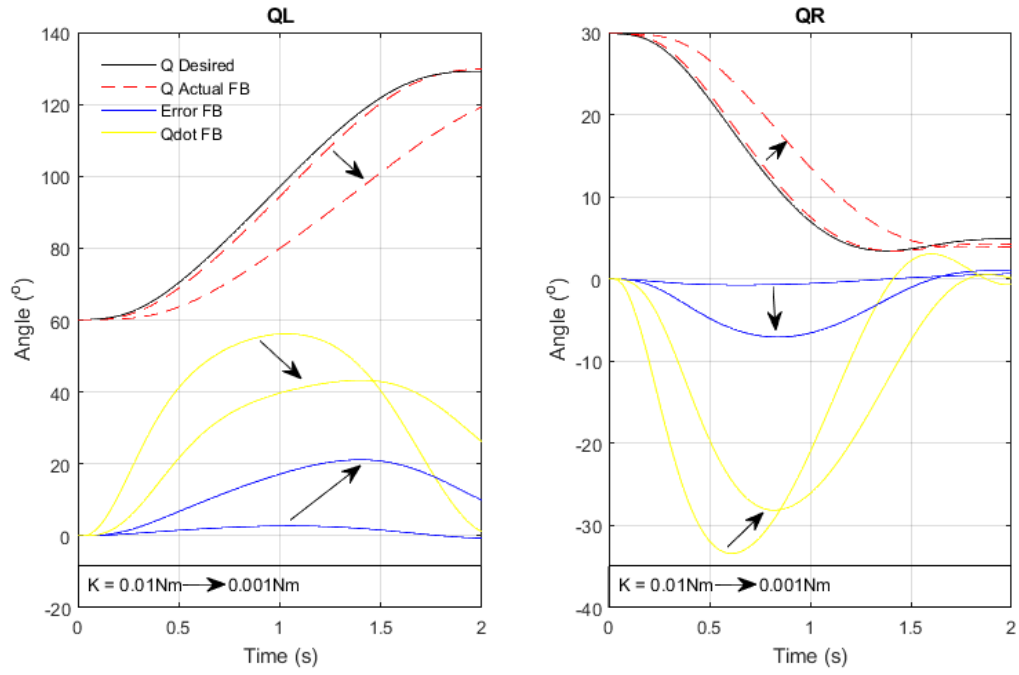 QL
140
120
100
80
60
40
20
0
-20
Angle (°)
Q Desired
Q Actual FB
Error FB
Qdot FB
K = 0.01Nm 0.001Nm
0 0.5 1 1.5 2
Time (s)
QR
30
20
10
0
-10
-20
-30
-40
Angle (°)
K = 0.01Nm 0.001Nm
0 0.5 1 1.5 2
Time (s)